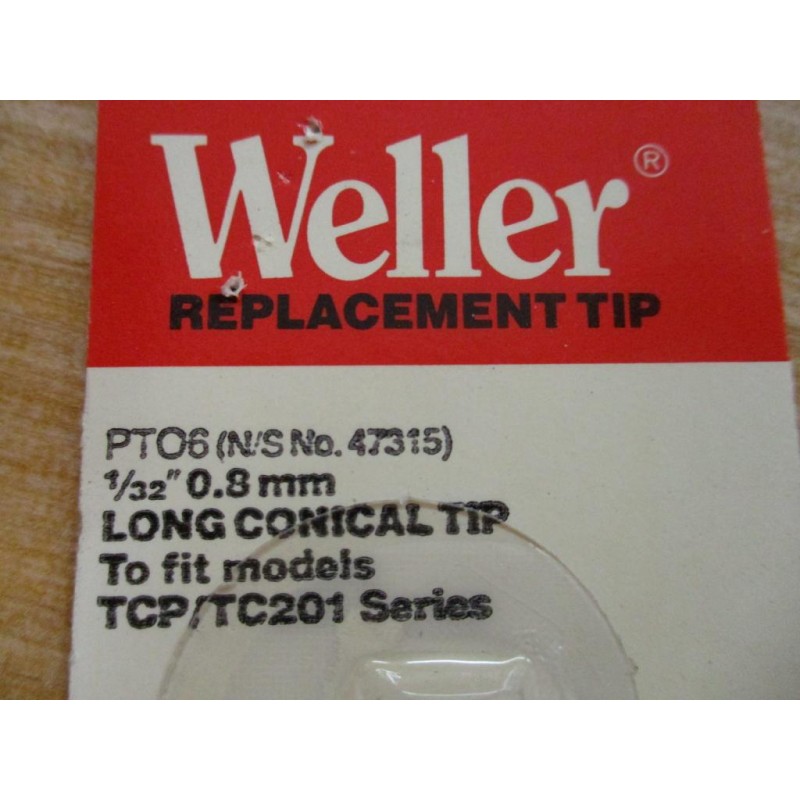 Weller®
REPLACEMENT TIP
PTO6 (N/S No. 47315)
1/32" 0.8 mm
LONG CONICAL TIP
To fit models
TCP/TC201 Series